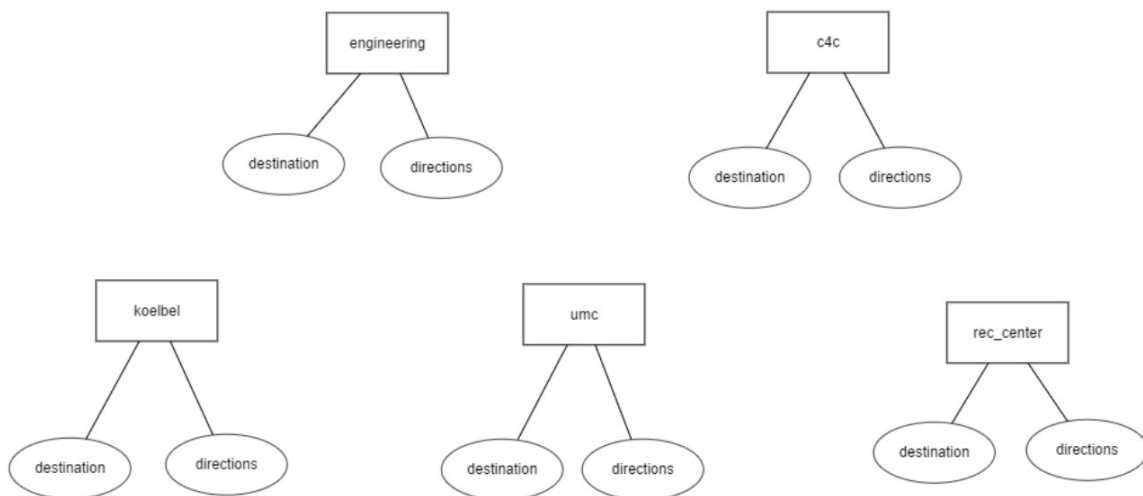 engineering
c4c
destination
directions
destination
directions
koelbel
umc
rec_center
destination
directions
destination
directions
destination
directions